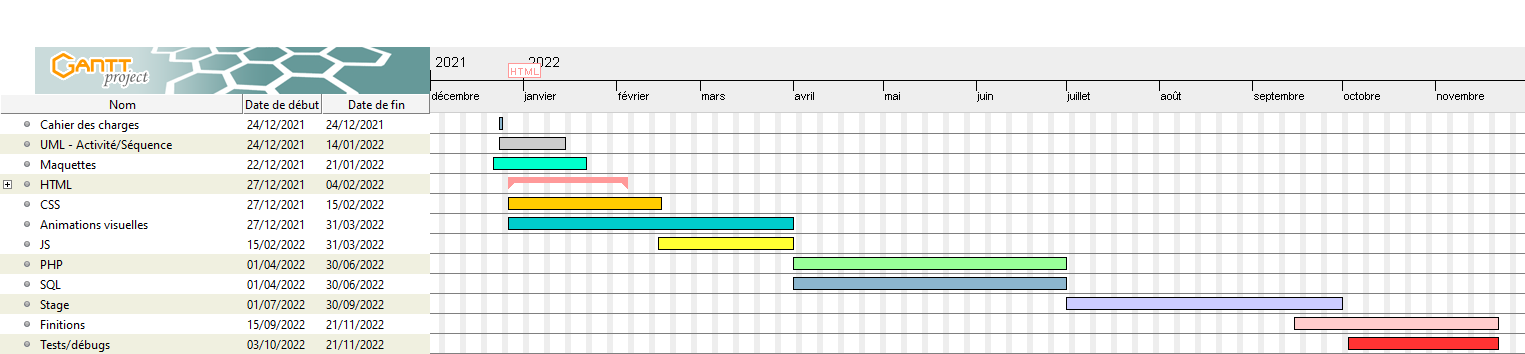 GANTT
project
2021
2022
HTML
décembre janvier février mars avril mai juin juillet août septembre octobre novembre
Nom Date de début Date de fin
Cahier des charges 24/12/2021 24/12/2021
UML - Activité/Séquence 24/12/2021 14/01/2022
Maquettes 22/12/2021 21/01/2022
HTML 27/12/2021 04/02/2022
CSS 27/12/2021 15/02/2022
Animations visuelles 27/12/2021 31/03/2022
JS 15/02/2022 31/03/2022
PHP 01/04/2022 30/06/2022
SQL 01/04/2022 30/06/2022
Stage 01/07/2022 30/09/2022
Finitions 15/09/2022 21/11/2022
Tests/débugs 03/10/2022 21/11/2022